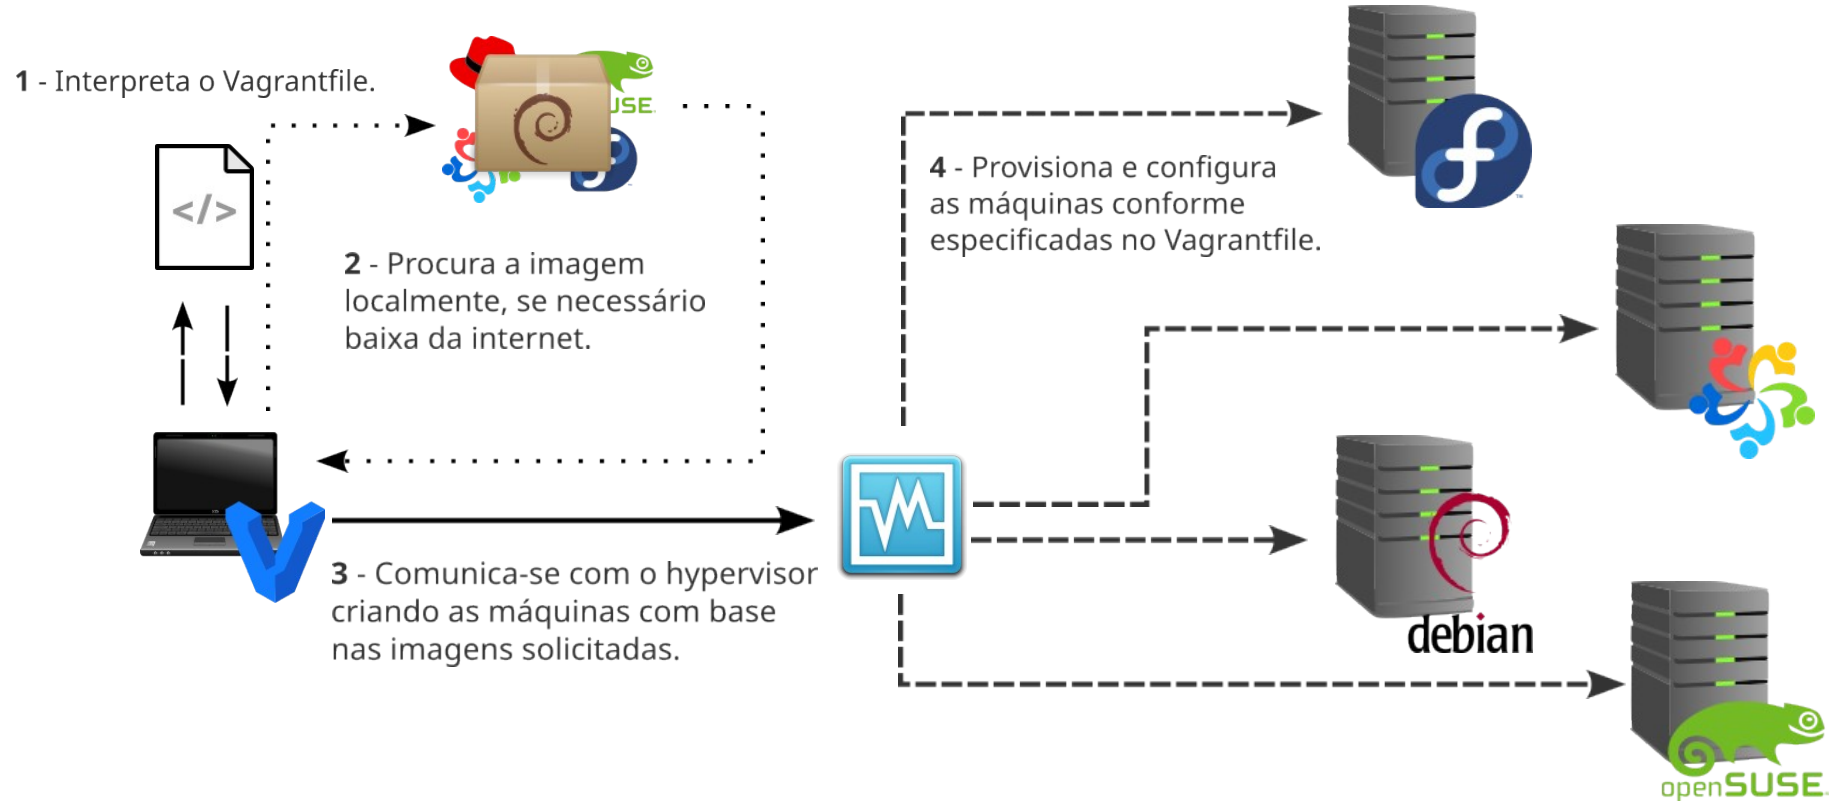 1 - Interpreta o Vagrantfile.
</>
USE
2 - Procura a imagem
localmente, se necessário
baixa da internet.
3 - Comunica-se com o hypervisor
criando as máquinas com base
nas imagens solicitadas.
4 - Provisiona e configura
as máquinas conforme
especificadas no Vagrantfile.
debian
openSUSE